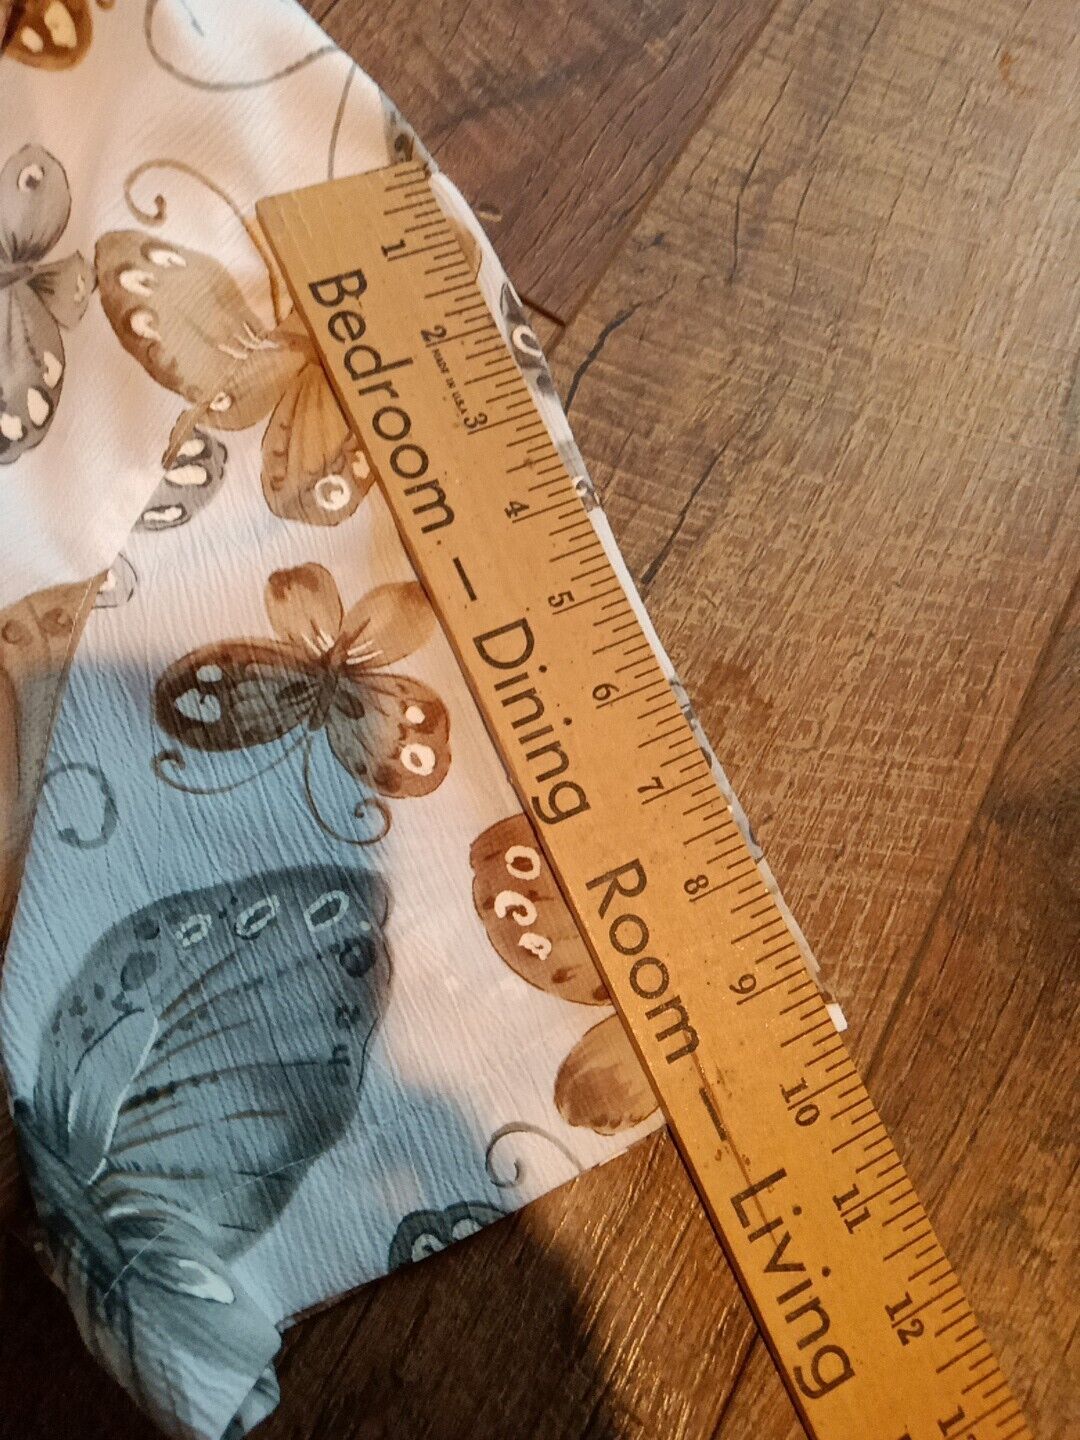 1 2 3 4 5 6 7 8 9 10 11 12
MADE IN U.S.A.
Bedroom — Dining Room — Living